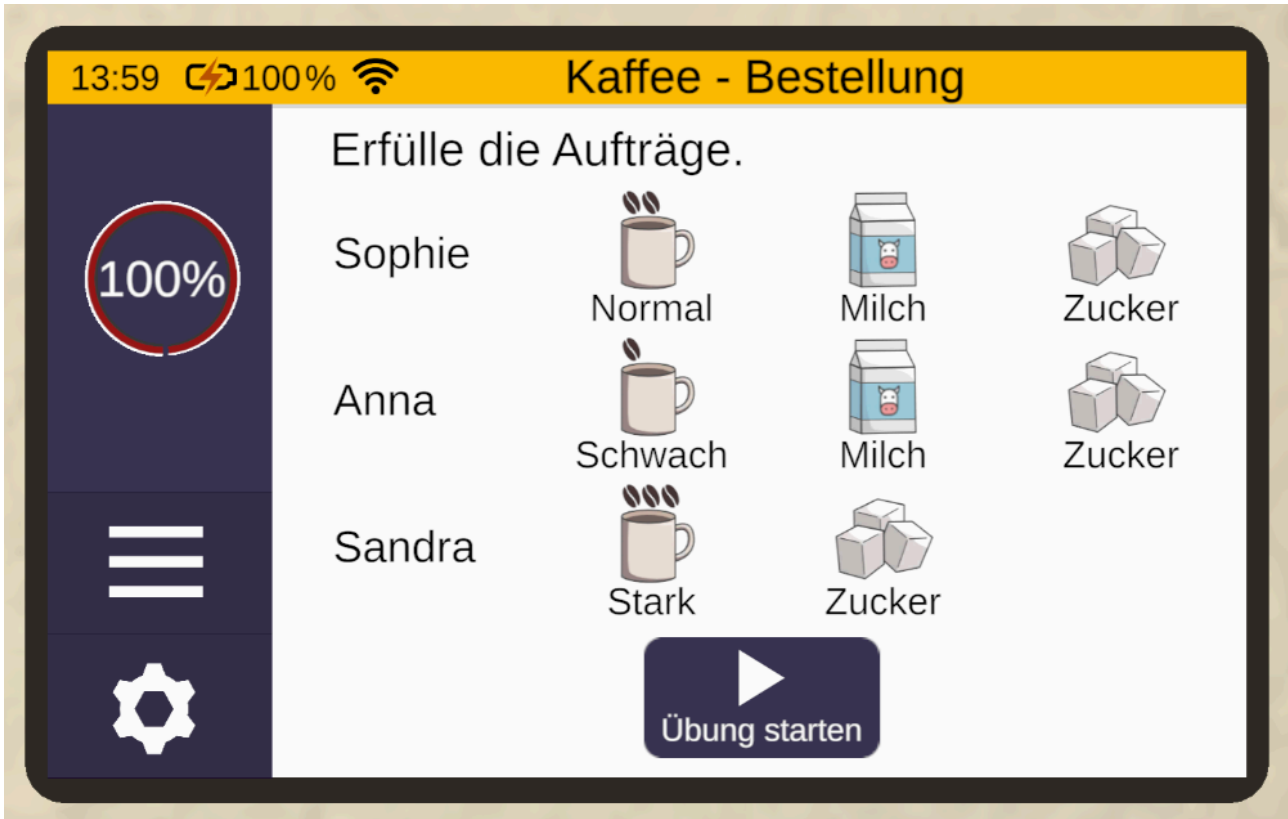 13:59 100% Kaffee - Bestellung
Erfülle die Aufträge.
100%
Sophie
Normal Milch Zucker
Anna
Schwach Milch Zucker
Sandra
Stark Zucker
Übung starten